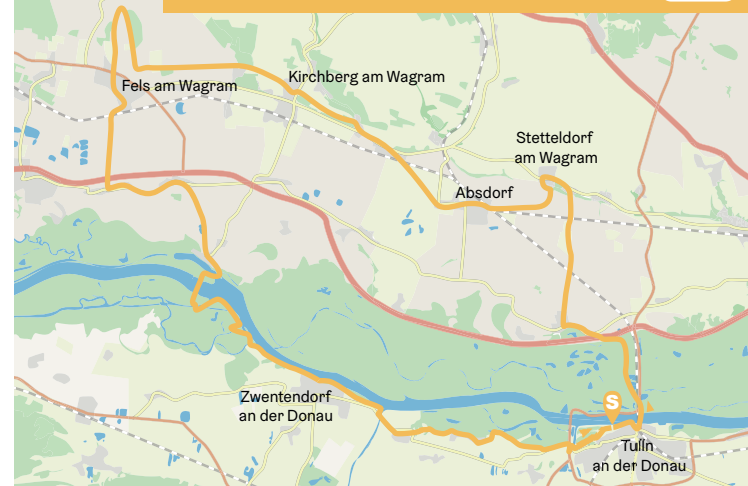 Fels am Wagram
Kirchberg am Wagram
Stetteldorf
am Wagram
Absdorf
Zwentendorf
an der Donau
S
Tulln
an der Donau